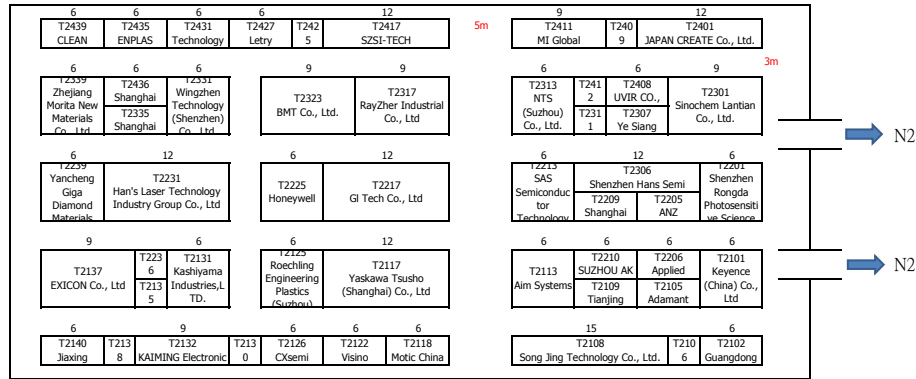 6 6 6 6 12 9 12
T2439 T2435 T2431 T2427 T242 T2417 5m T2411 T240 T2401
CLEAN ENPLAS Technology Letry 5 SZSI-TECH MI Global 9 JAPAN CREATE Co., Ltd.
3m
6 6 6 9 9 6 6 9
T2339
Zhejiang
Morita New
Materials
Co., Ltd
T2436
Shanghai
T2335
Shanghai
T2331
Wingzhen
Technology
(Shenzhen)
Co., Ltd
T2323
BMT Co., Ltd.
T2317
RayZher Industrial
Co., Ltd
T2313
NTS
(Suzhou)
Co., Ltd.
T241
2
T231
1
T2408
UVIR CO.,
T2307
Ye Siang
T2301
Sinochem Lantian
Co., Ltd.
N2
6 12 6 12 6 12 6
T2239
Yancheng
Giga
Diamond
Materials
T2231
Han's Laser Technology
Industry Group Co., Ltd
T2225
Honeywell
T2217
Gl Tech Co., Ltd
T2213
SAS
Semiconduc
tor
Technology
T2306
Shenzhen Hans Semi
T2209
Shanghai
T2205
ANZ
T2201
Shenzhen
Rongda
Photosensiti
ve Science
9 6 6 12 6 6 6 6
T2137
EXICON Co., Ltd
T223
6
T213
5
T2131
Kashiyama
Industries,L
TD.
T2125
Roechling
Engineering
Plastics
(Suzhou)
T2117
Yaskawa Tsusho
(Shanghai) Co., Ltd
T2113
Aim Systems
T2210
SUZHOU AK
T2109
Tianjing
T2206
Applied
T2105
Adamant
T2101
Keyence
(China) Co.,
Ltd
N2
6 9 6 6 6 15 6
T2140 T213 T2132 T213 T2126 T2122 T2118 T2108 T210 T2102
Jiaxing 8 KAIMING Electronic 0 CXsemi Visino Motic China Song Jing Technology Co., Ltd. 6 Guangdong